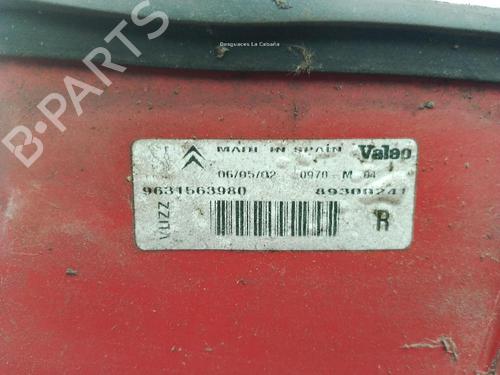 Desguaces La Cabaña
MADE IN SPAIN Valeo
06/05/02 0970 M 04
9631563980 89300241
VUZZ
R
B-PARTS